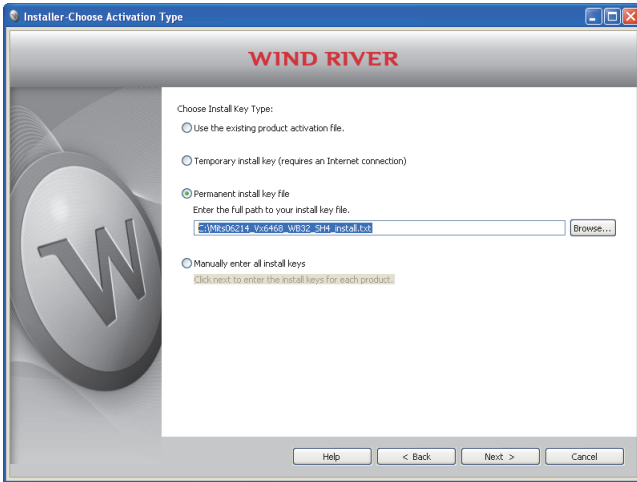 Installer-Choose Activation Type
WIND RIVER
Choose Install Key Type:
Use the existing product activation file.
Temporary install key (requires an Internet connection)
Permanent install key file
Enter the full path to your install key file.
C:\Mits06214_Vx6468_WB32_SH4_install.txt
Browse...
Manually enter all install keys
Click next to enter the install keys for each product.
W
Help
< Back
Next >
Cancel